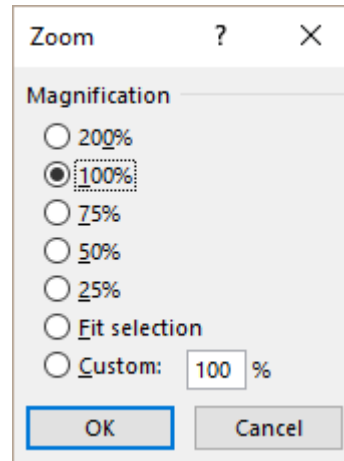 Zoom ? ×
Magnification
200%
100%
75%
50%
25%
Fit selection
Custom: 100 %
OK Cancel